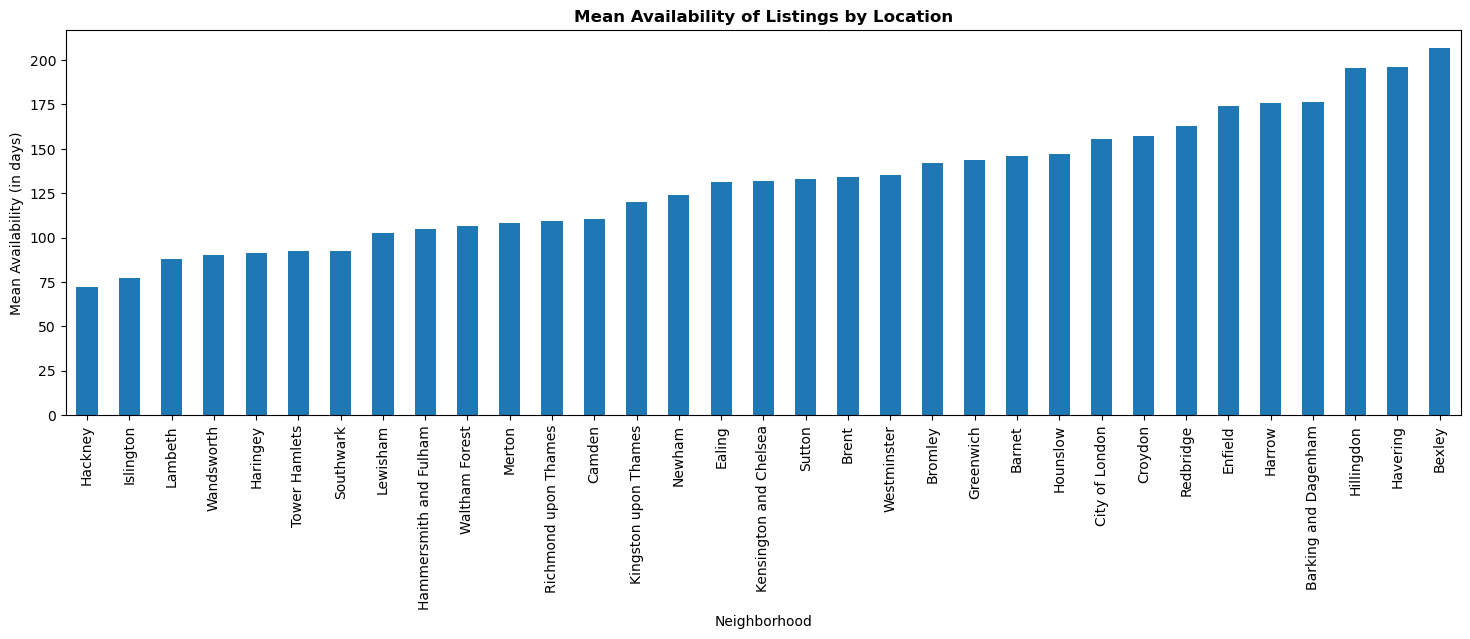 Mean Availability of Listings by Location
Mean Availability (in days)
200
175
150
125
100
75
50
25
0
Hackney
Islington
Lambeth
Wandsworth
Haringey
Tower Hamlets
Southwark
Lewisham
Hammersmith and Fulham
Waltham Forest
Merton
Richmond upon Thames
Camden
Kingston upon Thames
Newham
Ealing
Kensington and Chelsea
Sutton
Brent
Westminster
Bromley
Greenwich
Barnet
Hounslow
City of London
Croydon
Redbridge
Enfield
Harrow
Barking and Dagenham
Hillingdon
Havering
Bexley
Neighborhood